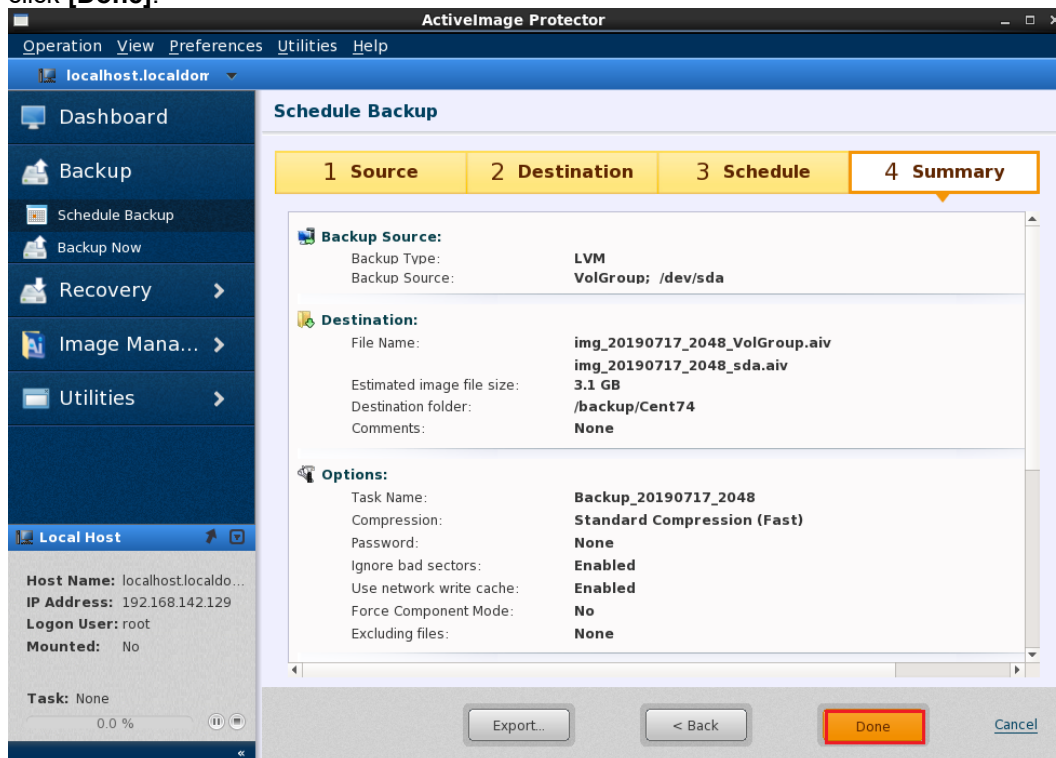 click [Done].
ActiveImage Protector
Operation View Preferences Utilities Help
localhost.localdom
Dashboard
Backup
Schedule Backup
Backup Now
Recovery
Image Mana...
Utilities
Local Host
Host Name: localhost.localdo...
IP Address: 192.168.142.129
Logon User: root
Mounted: No
Task: None
0.0 %
Schedule Backup
1 Source 2 Destination 3 Schedule 4 Summary
Backup Source:
Backup Type: LVM
Backup Source: VolGroup; /dev/sda
Destination:
File Name: img_20190717_2048_VolGroup.aiv
img_20190717_2048_sda.aiv
Estimated image file size: 3.1 GB
Destination folder: /backup/Cent74
Comments: None
Options:
Task Name: Backup_20190717_2048
Compression: Standard Compression (Fast)
Password: None
Ignore bad sectors: Enabled
Use network write cache: Enabled
Force Component Mode: No
Excluding files: None
Export... < Back Done Cancel